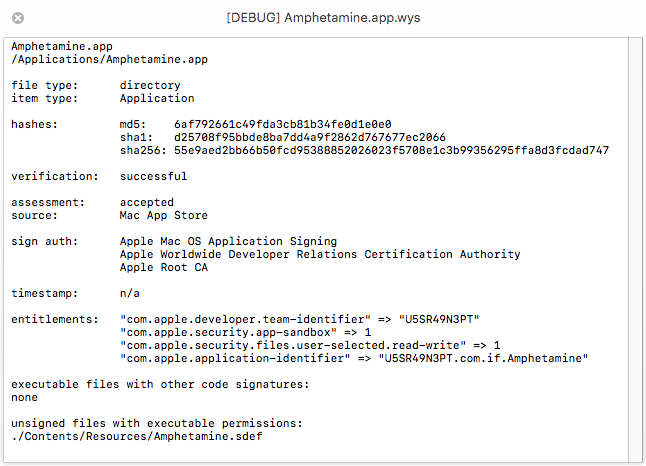 [DEBUG] Amphetamine.app.wys
Amphetamine.app
/Applications/Amphetamine.app
file type: directory
item type: Application
hashes: md5: 6af792661c49fda3cb81b34fe0d1e0e0
sha1: d25708f95bbde8ba7dd4a9f2862d767677ec2066
sha256: 55e9aed2bb66b50fcd95388852026023f5708e1c3b99356295ffa8d3fcdad747
verification: successful
assessment: accepted
source: Mac App Store
sign auth: Apple Mac OS Application Signing
Apple Worldwide Developer Relations Certification Authority
Apple Root CA
timestamp: n/a
entitlements: "com.apple.developer.team-identifier" => "U5SR49N3PT"
"com.apple.security.app-sandbox" => 1
"com.apple.security.files.user-selected.read-write" => 1
"com.apple.application-identifier" => "U5SR49N3PT.com.if.Amphetamine"
executable files with other code signatures:
none
unsigned files with executable permissions:
./Contents/Resources/Amphetamine.sdef